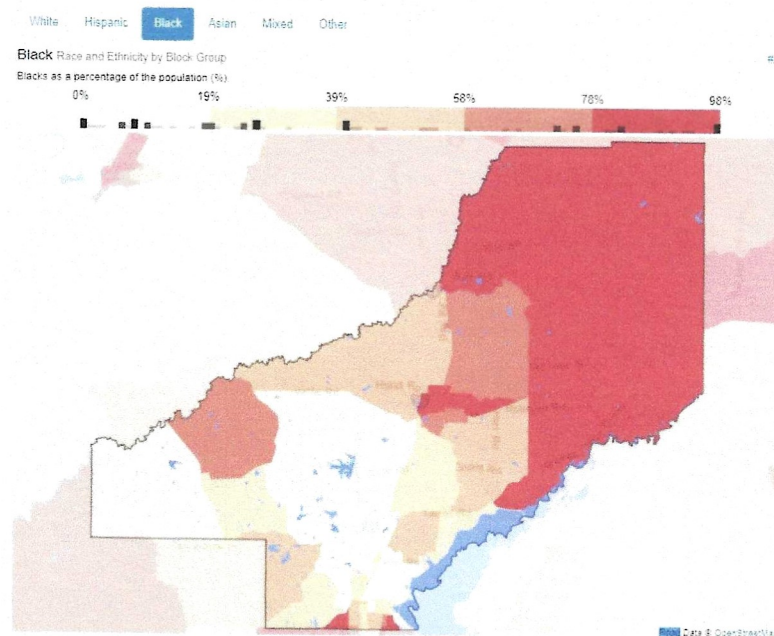 White Hispanic Black Asian Mixed Other
Black Race and Ethnicity by Block Group
#
Blacks as a percentage of the population (%)
0% 19% 39% 58% 78% 98%
Data © OpenStreetMa